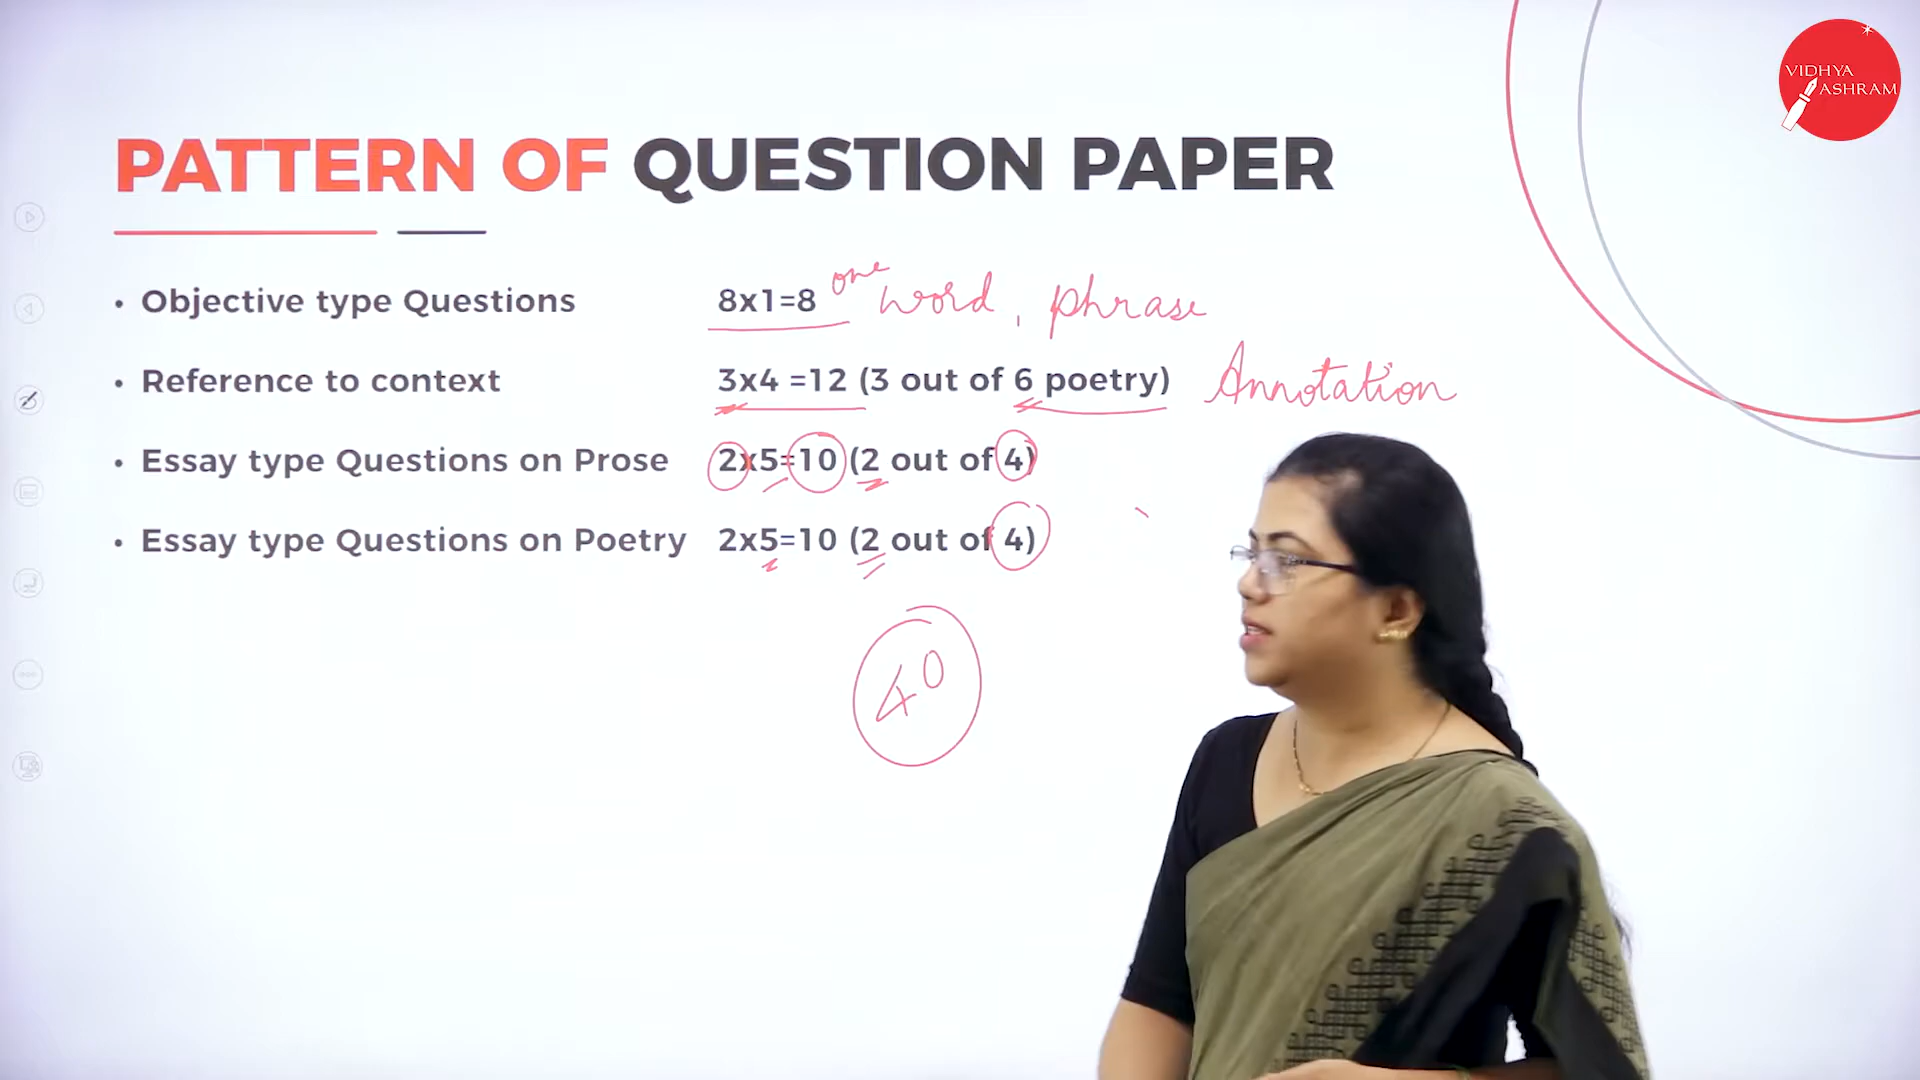 VIDHYA
ASHRAM
PATTERN OF QUESTION PAPER
• Objective type Questions 8x1=8 one word, phrase
• Reference to context 3x4 =12 (3 out of 6 poetry) Annotation
• Essay type Questions on Prose 2x5=10 (2 out of 4)
• Essay type Questions on Poetry 2x5=10 (2 out of 4)
40